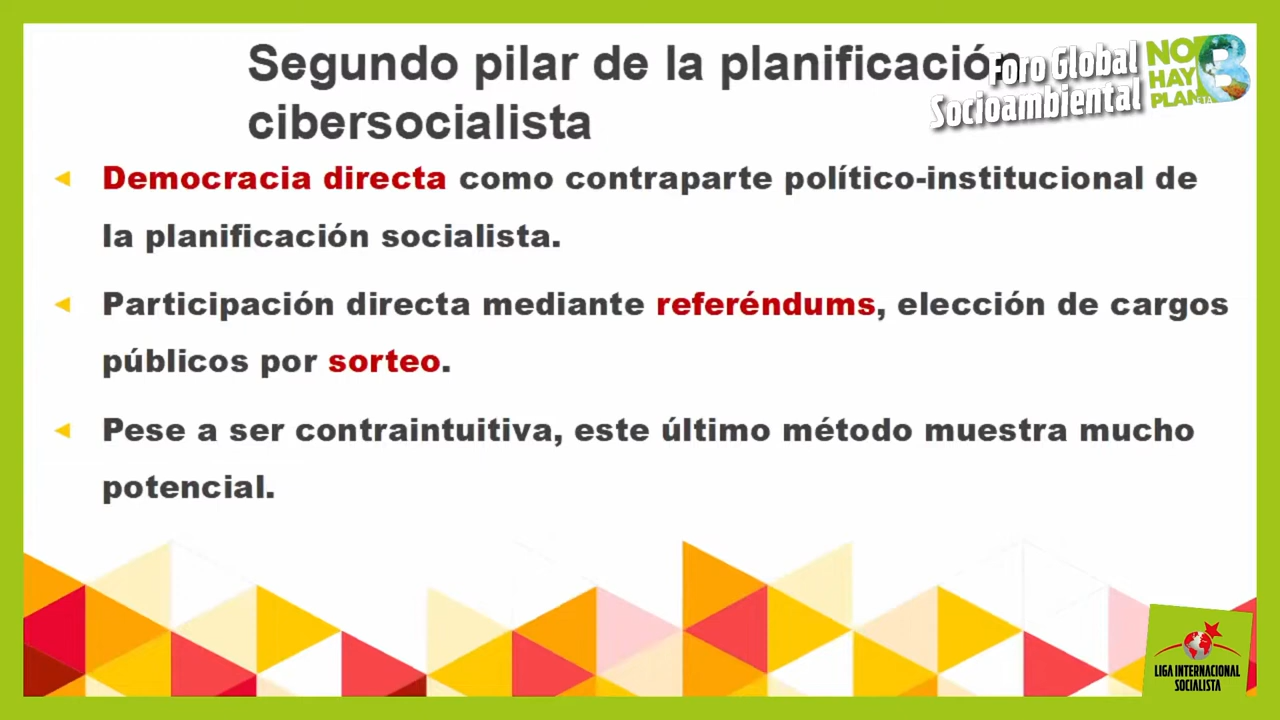 Segundo pilar de la planificación
cibersocialista
Foro Global
Socioambiental
NO
HAY
PLAN B
ETA
Democracia directa como contraparte político-institucional de
la planificación socialista.
Participación directa mediante referéndums, elección de cargos
públicos por sorteo.
Pese a ser contraintuitiva, este último método muestra mucho
potencial.
LIGA INTERNACIONAL
SOCIALISTA